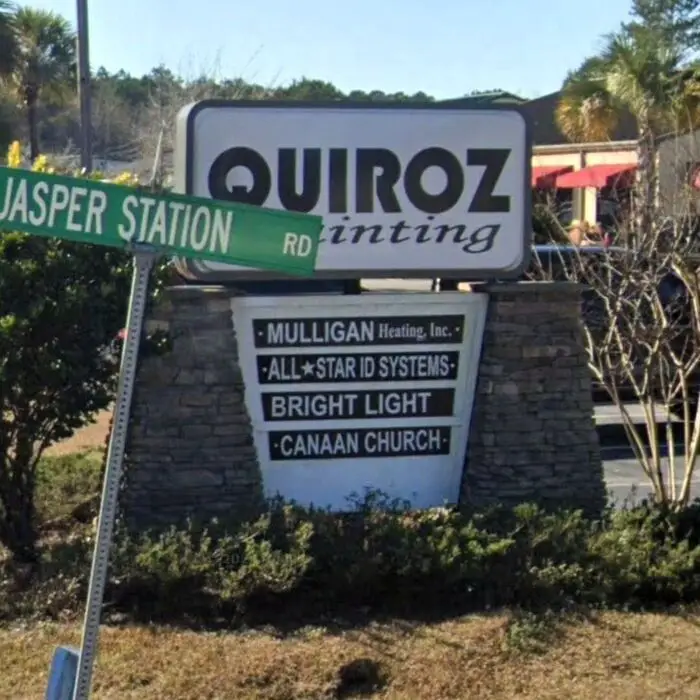 QUIROZ
inting
JASPER STATION RD
• MULLIGAN Heating, Inc. •
• ALL★STAR ID SYSTEMS •
BRIGHT LIGHT
• CANAAN CHURCH •